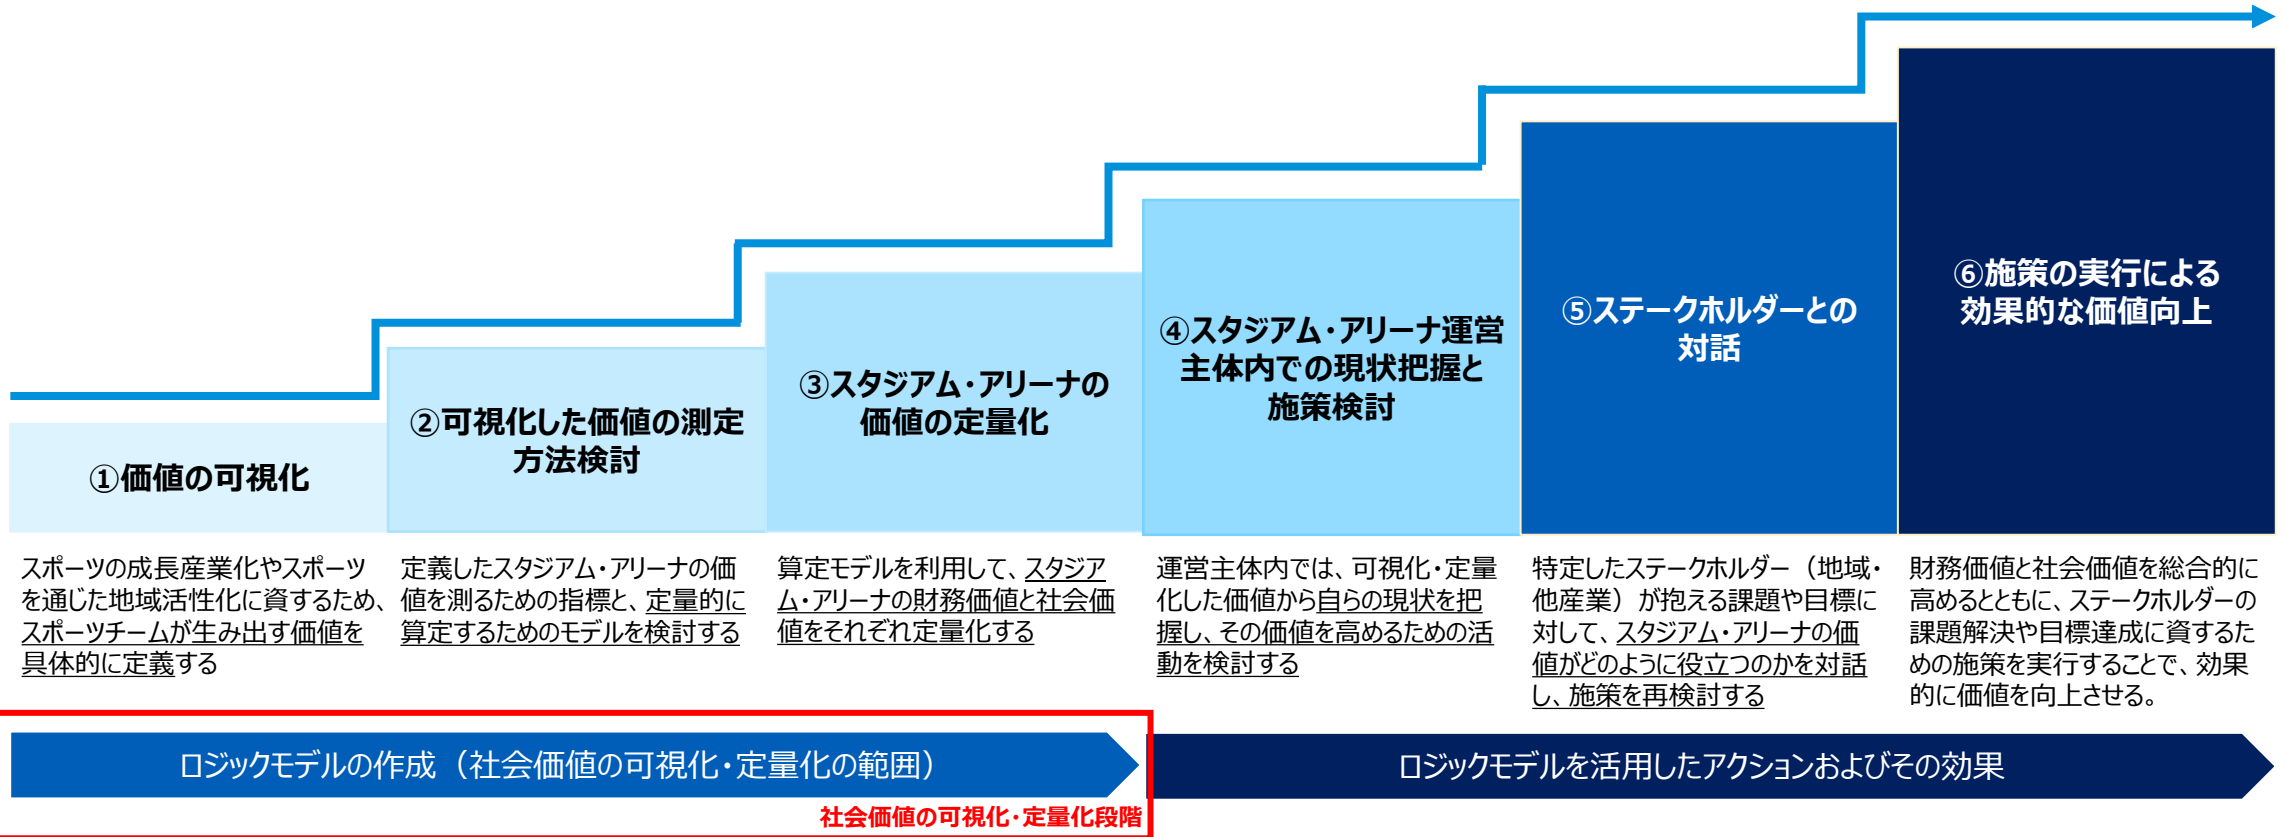 ①価値の可視化
②可視化した価値の測定
方法検討
③スタジアム・アリーナの
価値の定量化
④スタジアム・アリーナ運営
主体内での現状把握と
施策検討
⑤ステークホルダーとの
対話
⑥施策の実行による
効果的な価値向上
スポーツの成長産業化やスポーツ
を通じた地域活性化に資するため、
スポーツチームが生み出す価値を
具体的に定義する
定義したスタジアム・アリーナの価
値を測るための指標と、定量的に
算定するためのモデルを検討する
算定モデルを利用して、スタジア
ム・アリーナの財務価値と社会価
値をそれぞれ定量化する
運営主体内では、可視化・定量
化した価値から自らの現状を把
握し、その価値を高めるための活
動を検討する
特定したステークホルダー（地域・
他産業）が抱える課題や目標に
対して、スタジアム・アリーナの価
値がどのように役立つのかを対話
し、施策を再検討する
財務価値と社会価値を総合的に
高めるとともに、ステークホルダーの
課題解決や目標達成に資するた
めの施策を実行することで、効果
的に価値を向上させる。
ロジックモデルの作成（社会価値の可視化・定量化の範囲）
ロジックモデルを活用したアクションおよびその効果
社会価値の可視化・定量化段階